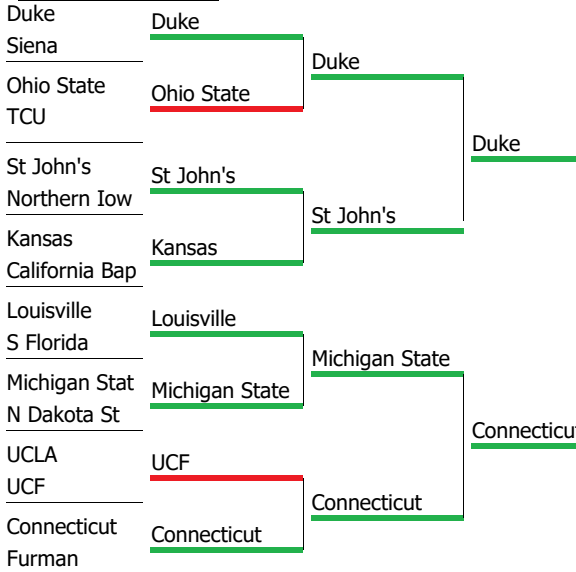 Duke
Siena
Ohio State
TCU
St John's
Northern Iow
Kansas
California Bap
Louisville
S Florida
Michigan Stat
N Dakota St
UCLA
UCF
Connecticut
Furman
Duke
Ohio State
St John's
Kansas
Louisville
Michigan State
UCF
Connecticut
Duke
St John's
Michigan State
Connecticut
Duke
Connecticut